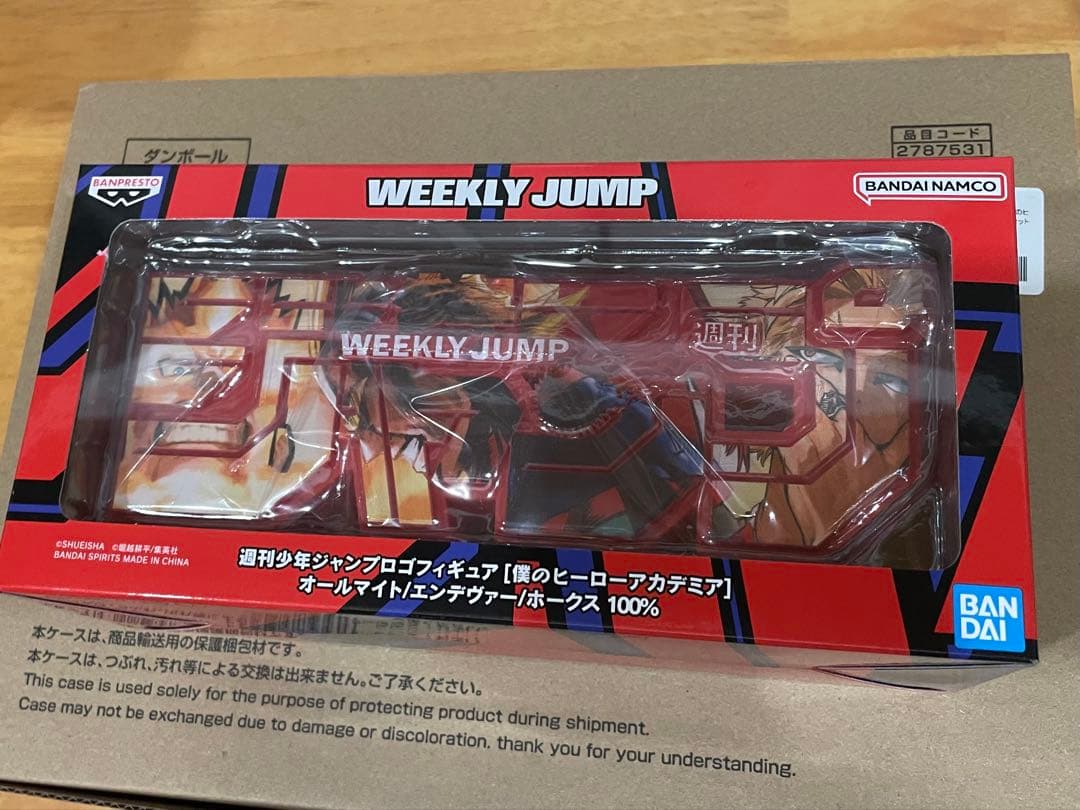 ダンボール
品目コード
2787531
BANPRESTO
WEEKLY JUMP
BANDAI NAMCO
WEEKLY JUMP
週刊
©SHUEISHA ©堀越耕平/集英社
BANDAI SPIRITS MADE IN CHINA
週刊少年ジャンプロゴフィギュア [僕のヒーローアカデミア]
オールマイト/エンデヴァー/ホークス 100%
BAN
DAI
本ケースは、商品輸送用の保護梱包材です。
本ケースは、つぶれ、汚れ等による交換は出来ません。ご了承ください。
This case is used solely for the purpose of protecting product during shipment.
Case may not be exchanged due to damage or discoloration. thank you for your understanding.